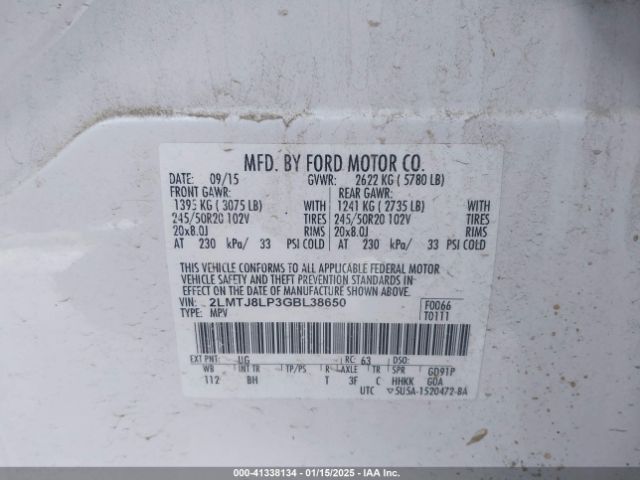 MFD. BY FORD MOTOR CO.
DATE: 09/15 GVWR: 2622 KG ( 5780 LB)
FRONT GAWR: REAR GAWR:
1395 KG ( 3075 LB) WITH 1241 KG ( 2735 LB) WITH
245/50R20 102V TIRES 245/50R20 102V TIRES
20x8.0J RIMS 20x8.0J RIMS
AT 230 kPa/ 33 PSI COLD AT 230 kPa/ 33 PSI COLD
THIS VEHICLE CONFORMS TO ALL APPLICABLE FEDERAL MOTOR
VEHICLE SAFETY AND THEFT PREVENTION STANDARDS IN
EFFECT ON THE DATE OF MANUFACTURE SHOWN ABOVE.
VIN: 2LMTJ8LP3GBL38650 F0066
TYPE: MPV T0111
EXT PNT: UG RC: 63 DSO:
WB INT TR TP/PS R AXLE TR SPR GD91P
112 BH T 3F C HHKK GOA
UTC ▽5U5A-1520472-BA
000-41338134 - 01/15/2025 - IAA Inc.